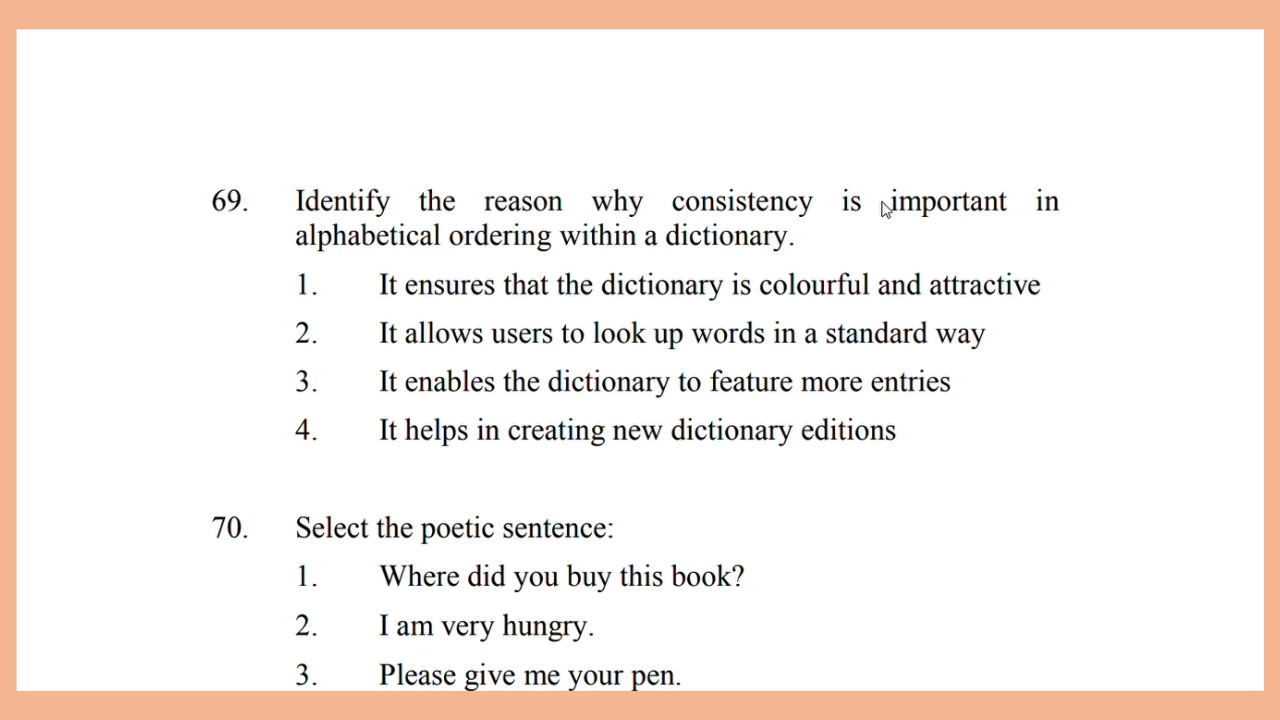 69. Identify the reason why consistency is important in
alphabetical ordering within a dictionary.
1. It ensures that the dictionary is colourful and attractive
2. It allows users to look up words in a standard way
3. It enables the dictionary to feature more entries
4. It helps in creating new dictionary editions
70. Select the poetic sentence:
1. Where did you buy this book?
2. I am very hungry.
3. Please give me your pen.